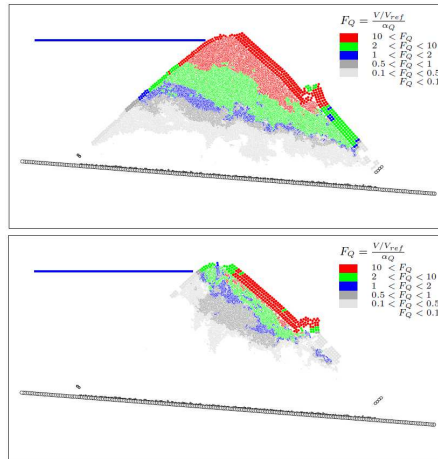 F_Q = \frac{V/V_{ref}}{\alpha_Q}
10 < F_Q
2 < F_Q < 10
1 < F_Q < 2
0.5 < F_Q < 1
0.1 < F_Q < 0.5
F_Q < 0.1
F_Q = \frac{V/V_{ref}}{\alpha_Q}
10 < F_Q
2 < F_Q < 10
1 < F_Q < 2
0.5 < F_Q < 1
0.1 < F_Q < 0.5
F_Q < 0.1